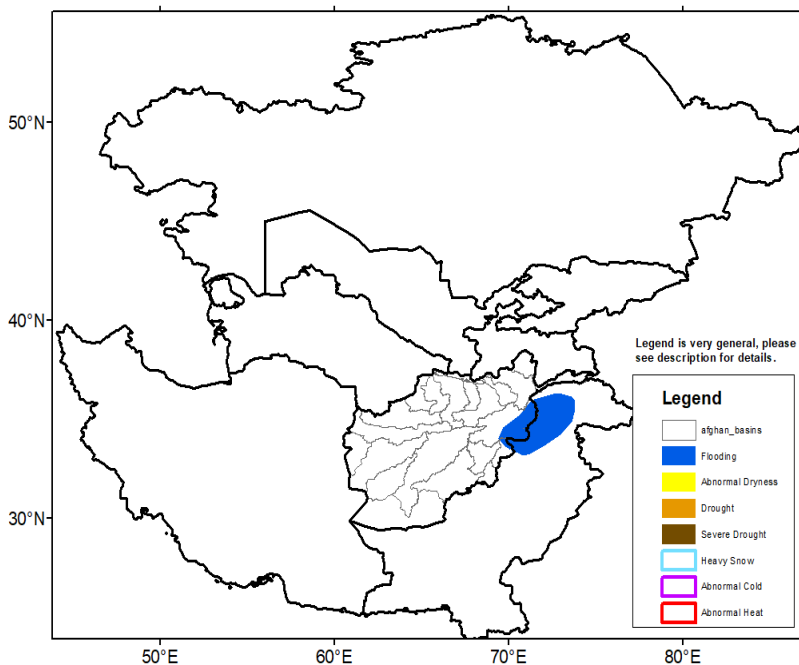 50°N
40°N
30°N
Legend is very general, please
see description for details.
Legend
afghan_basins
Flooding
Abnormal Dryness
Drought
Severe Drought
Heavy Snow
Abnormal Cold
Abnormal Heat
50°E
60°E
70°E
80°E